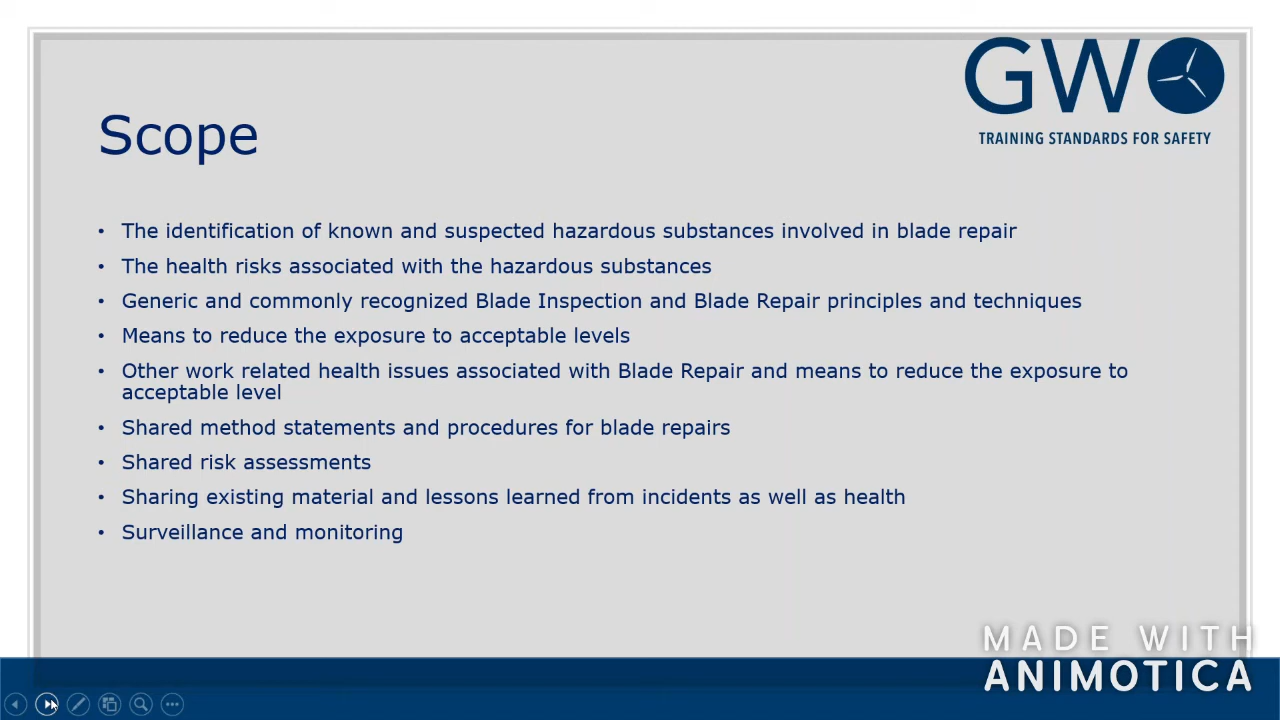 GWO
TRAINING STANDARDS FOR SAFETY
Scope
• The identification of known and suspected hazardous substances involved in blade repair
• The health risks associated with the hazardous substances
• Generic and commonly recognized Blade Inspection and Blade Repair principles and techniques
• Means to reduce the exposure to acceptable levels
• Other work related health issues associated with Blade Repair and means to reduce the exposure to
acceptable level
• Shared method statements and procedures for blade repairs
• Shared risk assessments
• Sharing existing material and lessons learned from incidents as well as health
• Surveillance and monitoring
MADE WITH
ANIMOTICA